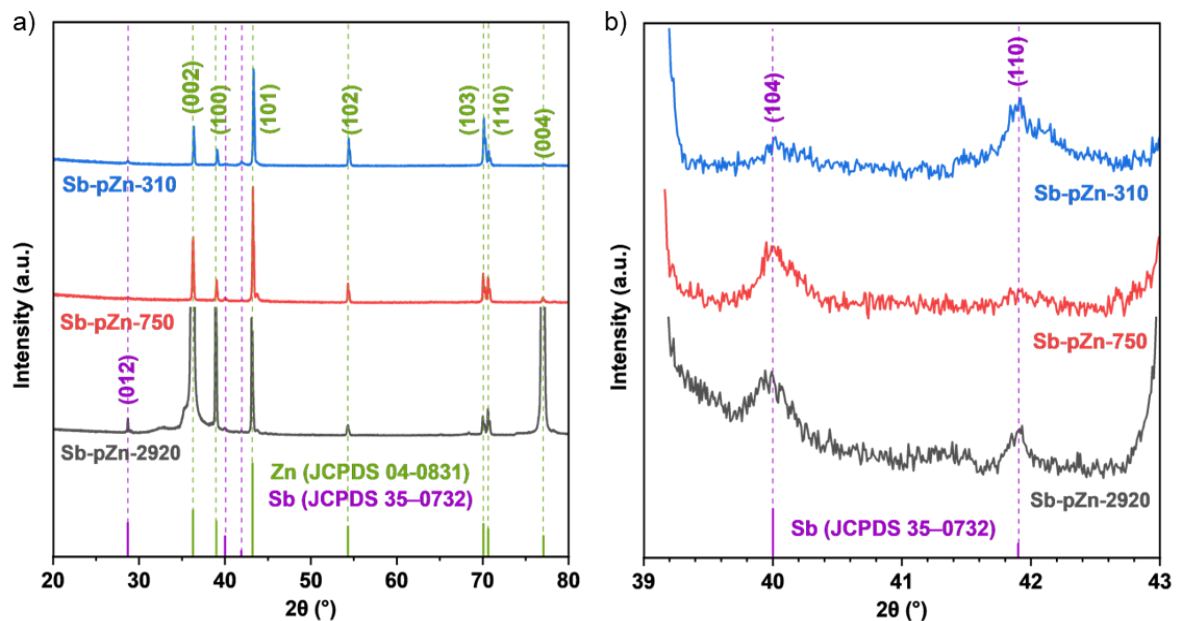 a)
Intensity (a.u.)
(002)
(100)
(101)
(102)
(103)
(110)
(004)
Sb-pZn-310
Sb-pZn-750
(012)
Sb-pZn-2920
Zn (JCPDS 04-0831)
Sb (JCPDS 35–0732)
20 30 40 50 60 70 80
2θ (°)
b)
Intensity (a.u.)
Intensity (a.u.)
(104)
(110)
Sb-pZn-310
Sb-pZn-750
Sb-pZn-2920
Sb (JCPDS 35–0732)
39 40 41 42 43
2θ (°)